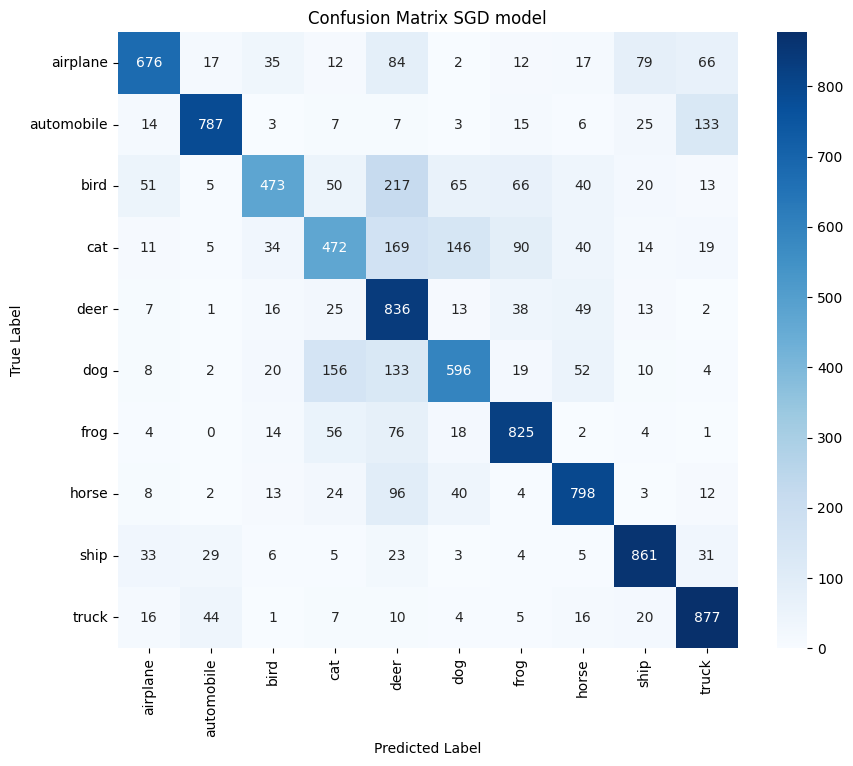 Confusion Matrix SGD model
airplane 676 17 35 12 84 2 12 17 79 66
automobile 14 787 3 7 7 3 15 6 25 133
bird 51 5 473 50 217 65 66 40 20 13
cat 11 5 34 472 169 146 90 40 14 19
deer 7 1 16 25 836 13 38 49 13 2
dog 8 2 20 156 133 596 19 52 10 4
frog 4 0 14 56 76 18 825 2 4 1
horse 8 2 13 24 96 40 4 798 3 12
ship 33 29 6 5 23 3 4 5 861 31
truck 16 44 1 7 10 4 5 16 20 877
True Label
airplane automobile bird cat deer dog frog horse ship truck
Predicted Label
800
700
600
500
400
300
200
100
0